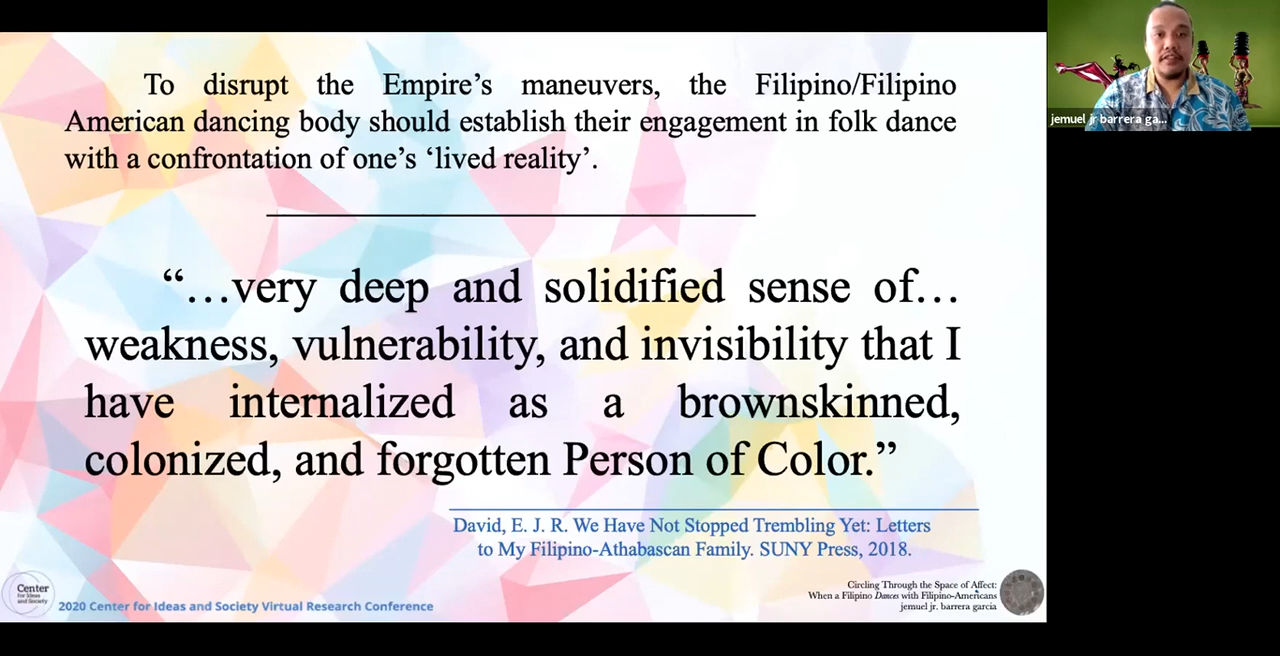 To disrupt the Empire’s maneuvers, the Filipino/Filipino
American dancing body should establish their engagement in folk dance
with a confrontation of one’s ‘lived reality’.
“…very deep and solidified sense of…
weakness, vulnerability, and invisibility that I
have internalized as a brownskinned,
colonized, and forgotten Person of Color.”
David, E. J. R. We Have Not Stopped Trembling Yet: Letters
to My Filipino-Athabascan Family. SUNY Press, 2018.
Center
for Ideas
and Society
2020 Center for Ideas and Society Virtual Research Conference
Circling Through the Space of Affect:
When a Filipino Dances with Filipino-Americans
jemuel jr. barrera garcia
jemuel jr barrera ga...